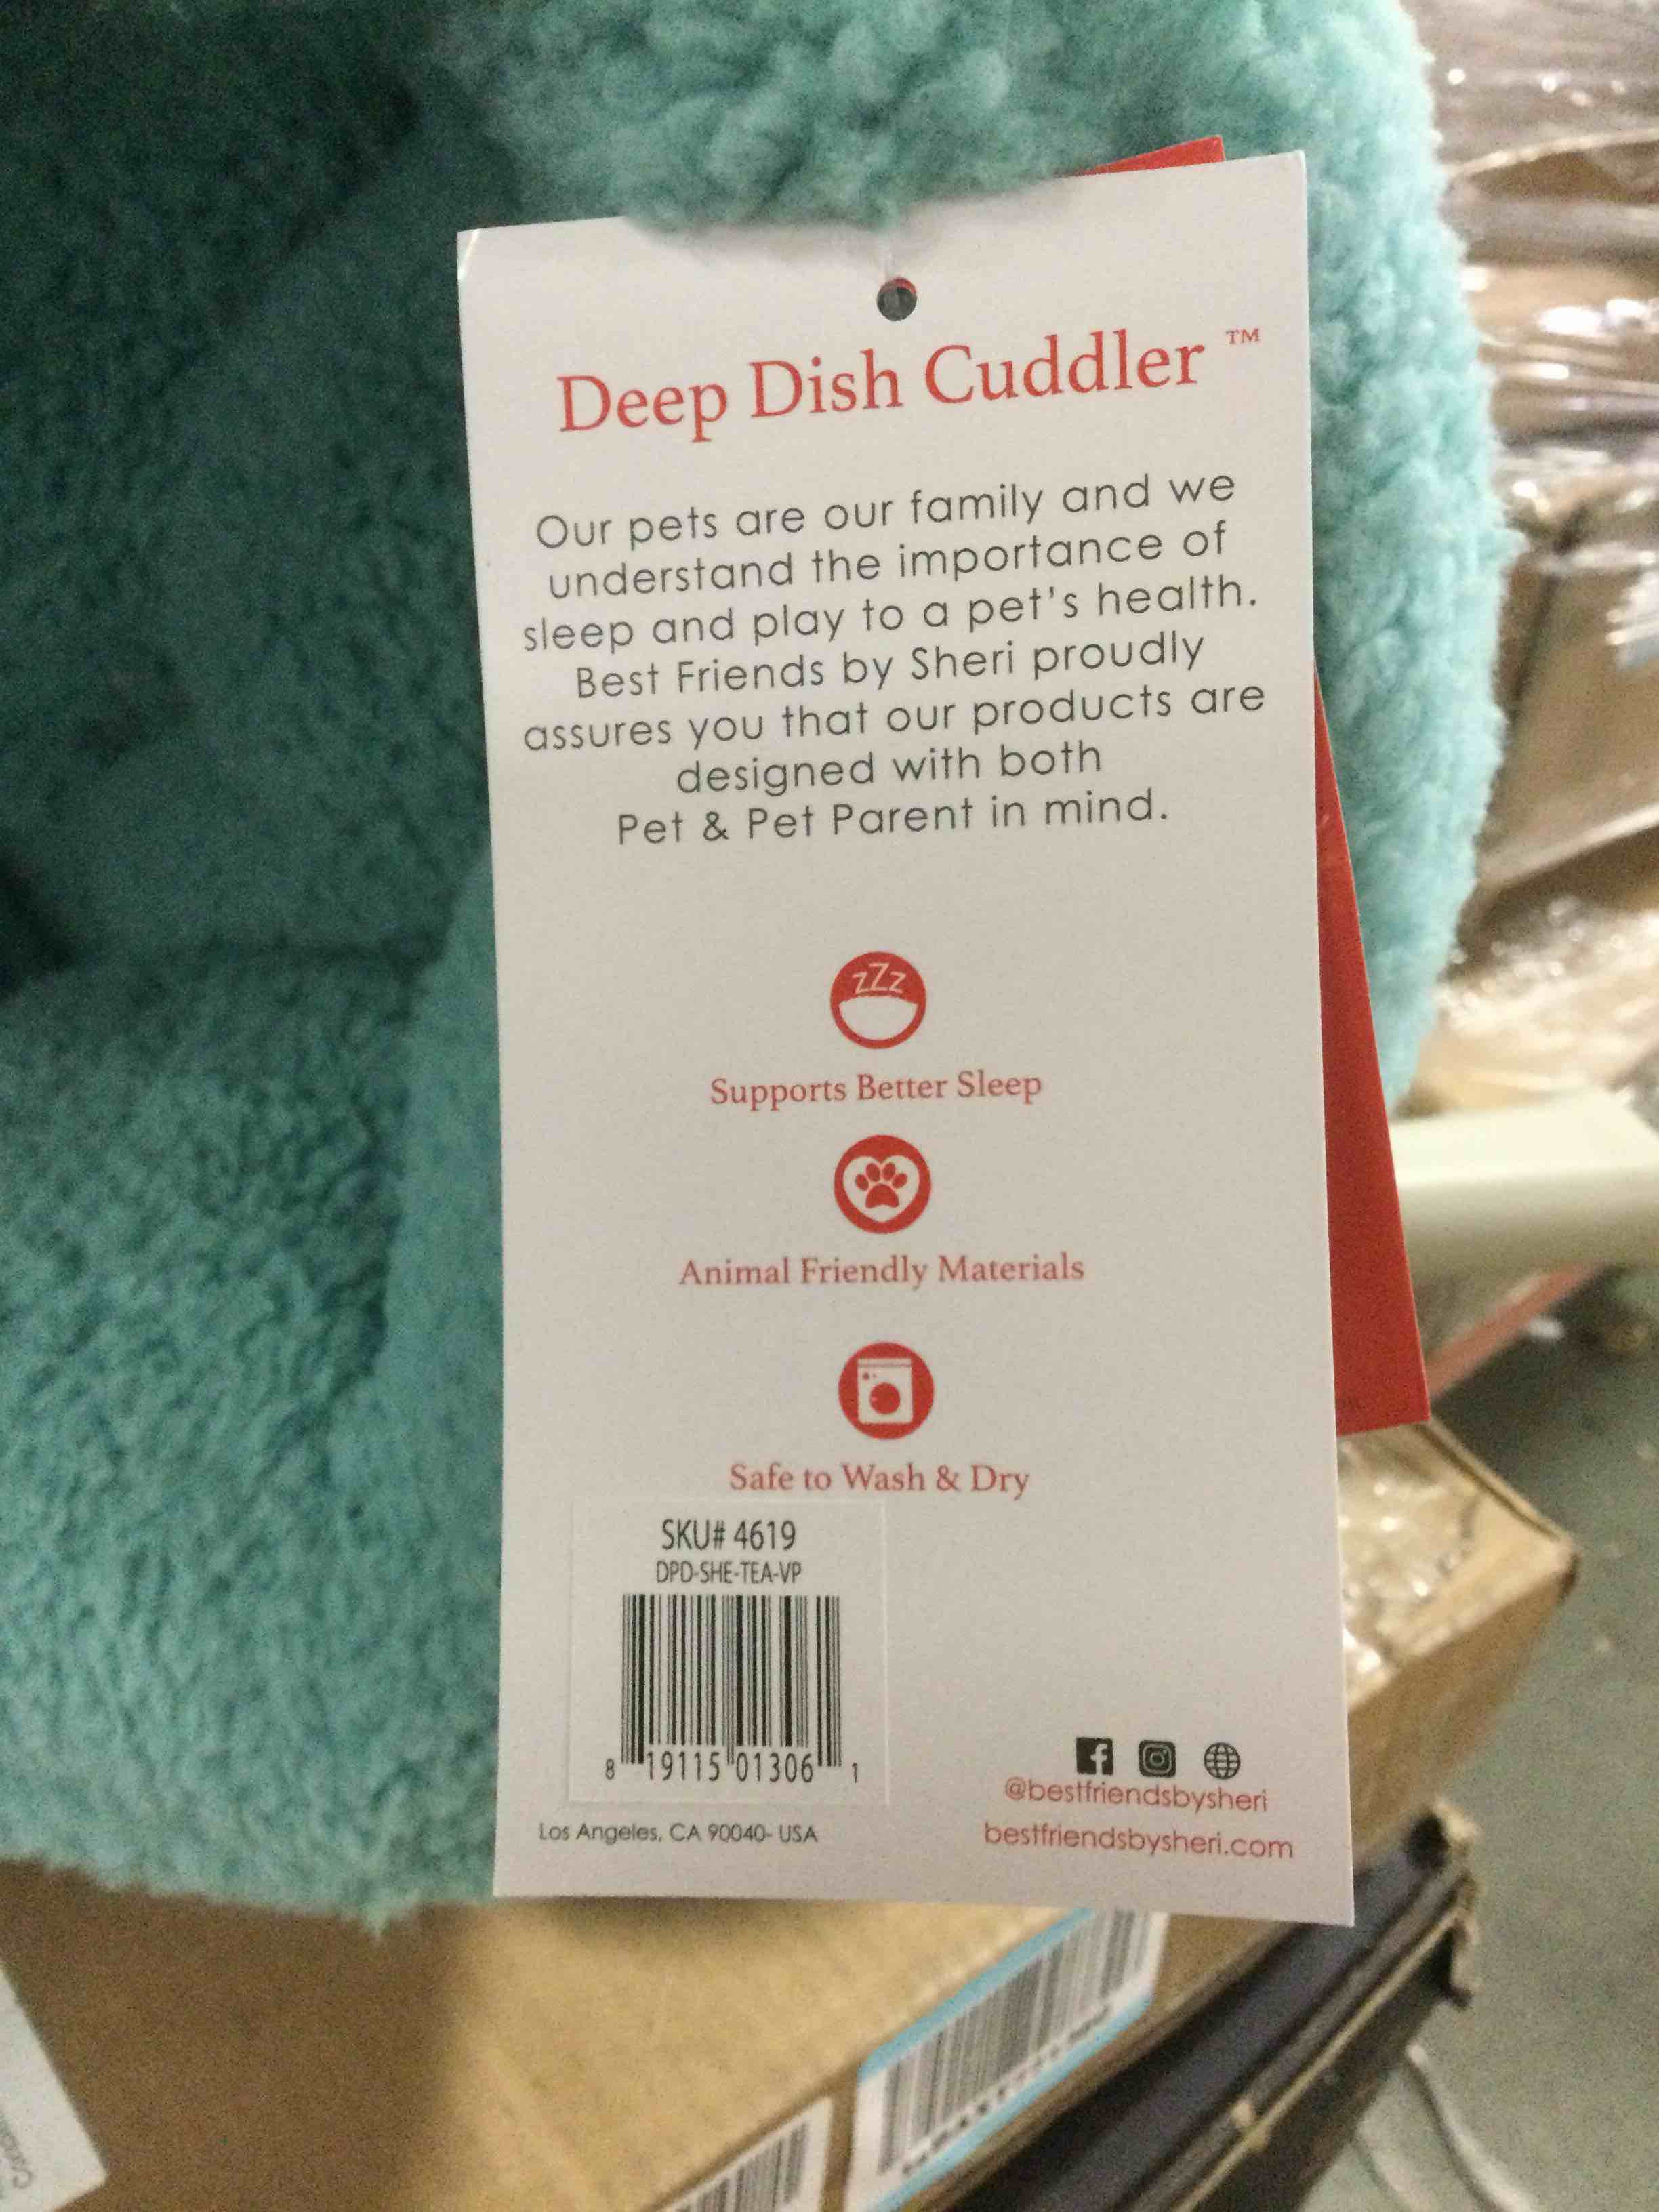 Deep Dish Cuddler ™
Our pets are our family and we
understand the importance of
sleep and play to a pet's health.
Best Friends by Sheri proudly
assures you that our products are
designed with both
Pet & Pet Parent in mind.
zZz
Supports Better Sleep
Animal Friendly Materials
Safe to Wash & Dry
SKU# 4619
DPD-SHE-TEA-VP
8 19115 01306 1
Los Angeles, CA 90040- USA
@bestfriendsbysheri
bestfriendsbysheri.com